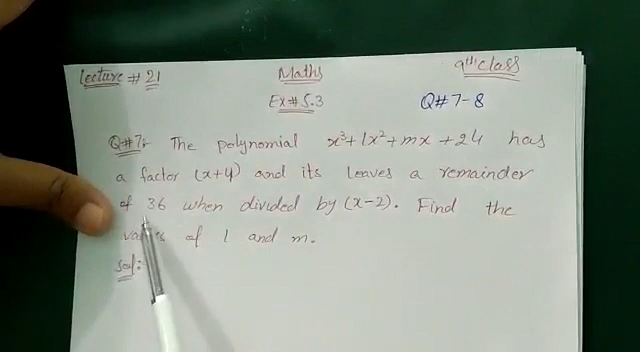 Lecture # 21 Maths 9th class
Ex # 5.3 Q# 7-8
Q#7:- The polynomial x³+lx²+mx+24 has
a factor (x+4) and its leaves a remainder
of 36 when divided by (x-2). Find the
values of l and m.
Sol:-